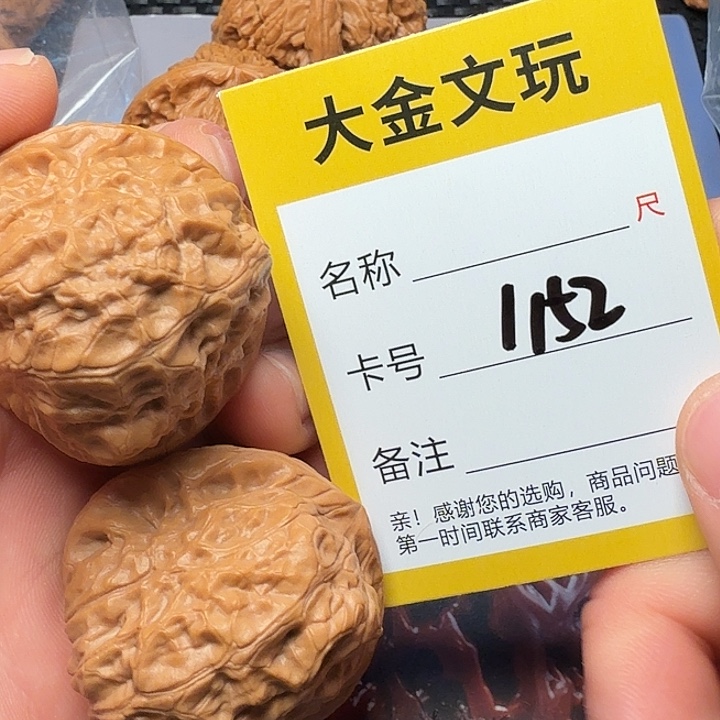 大金文玩
名称 尺
卡号 1152
备注
亲！感谢您的选购，商品问题
第一时间联系商家客服。